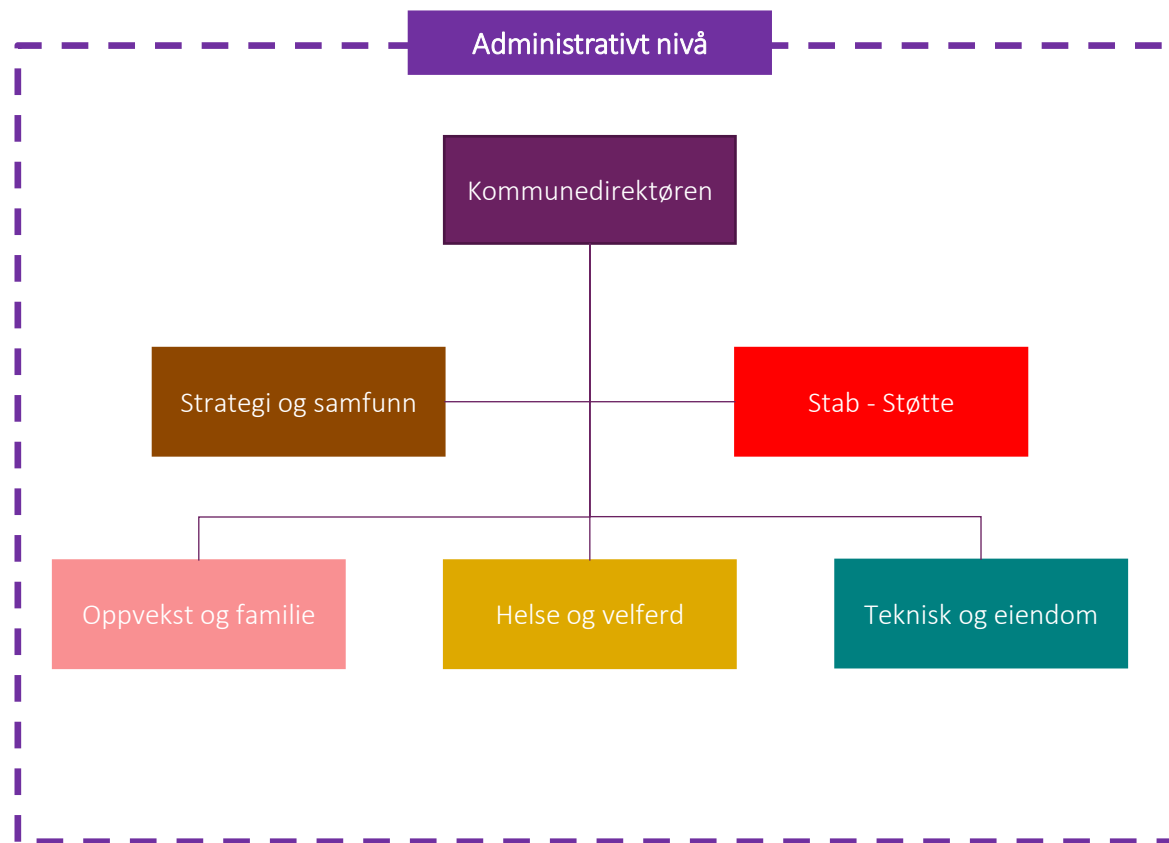 Administrativt nivå
Kommunedirektøren
Strategi og samfunn
Stab - Støtte
Oppvekst og familie
Helse og velferd
Teknisk og eiendom